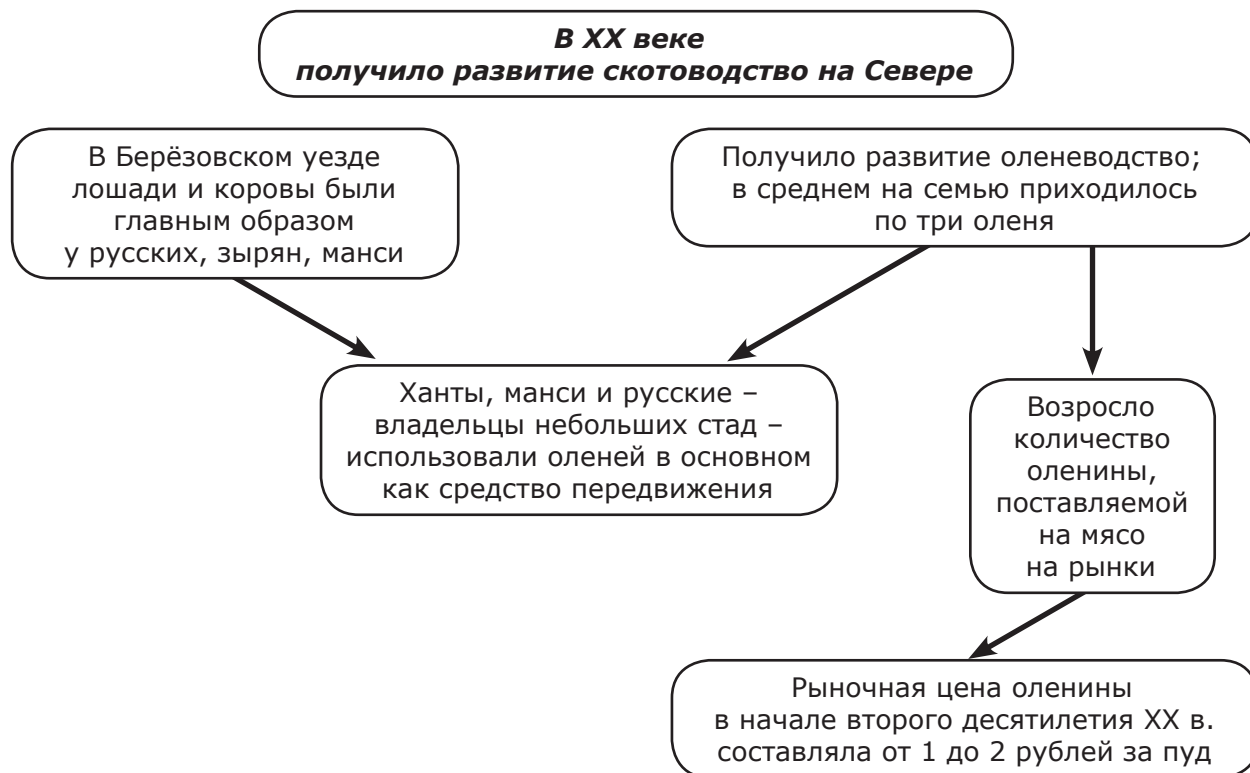 В XX веке
получило развитие скотоводство на Севере
В Берёзовском уезде
лошади и коровы были
главным образом
у русских, зырян, манси
Получило развитие оленеводство;
в среднем на семью приходилось
по три оленя
Ханты, манси и русские –
владельцы небольших стад –
использовали оленей в основном
как средство передвижения
Возросло
количество
оленины,
поставляемой
на мясо
на рынки
Рыночная цена оленины
в начале второго десятилетия XX в.
составляла от 1 до 2 рублей за пуд